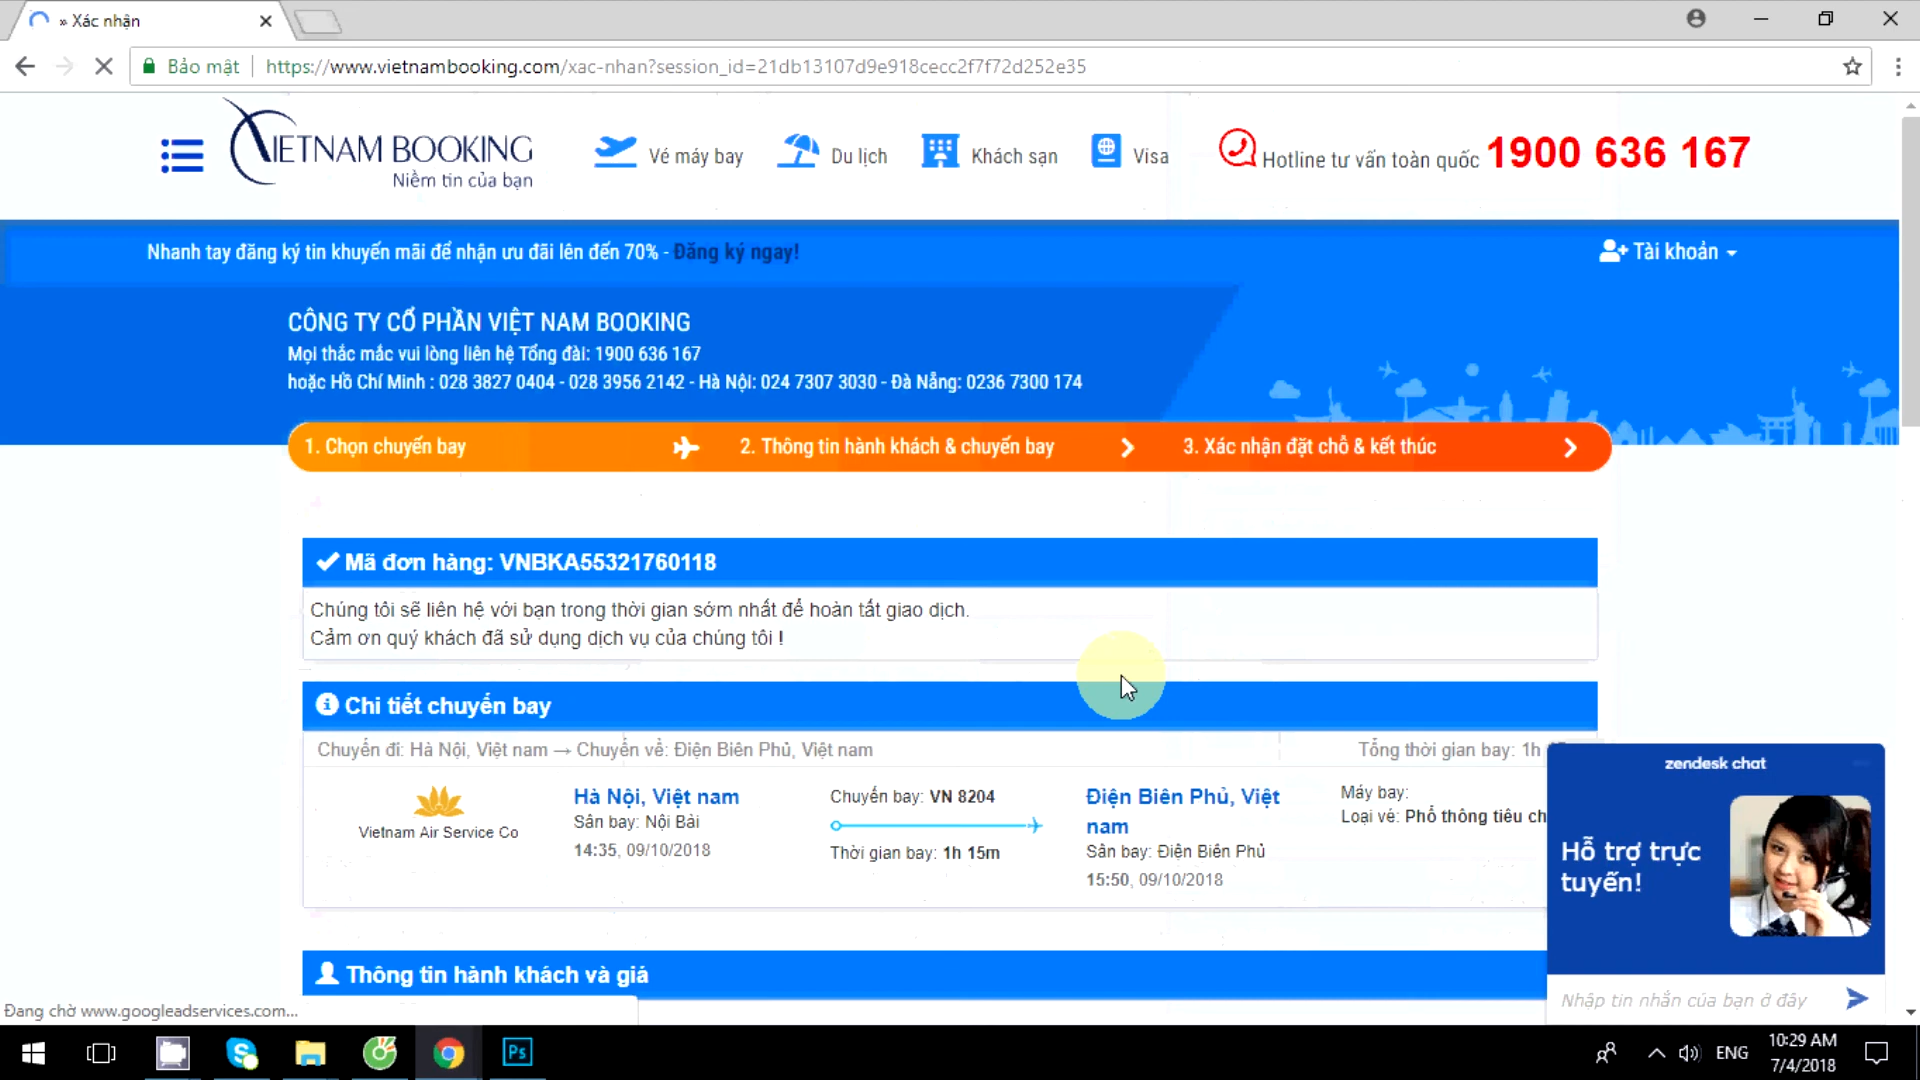 » Xác nhận
Bảo mật
https://www.vietnambooking.com/xac-nhan?session_id=21db13107d9e918cecc2f7f72d252e35
VIETNAM BOOKING
Niềm tin của bạn
Vé máy bay
Du lịch
Khách sạn
Visa
Hotline tư vấn toàn quốc 1900 636 167
Nhanh tay đăng ký tin khuyến mãi để nhận ưu đãi lên đến 70% - Đăng ký ngay!
Tài khoản
CÔNG TY CỔ PHẦN VIỆT NAM BOOKING
Mọi thắc mắc vui lòng liên hệ Tổng đài: 1900 636 167
hoặc Hồ Chí Minh : 028 3827 0404 - 028 3956 2142 - Hà Nội: 024 7307 3030 - Đà Nẵng: 0236 7300 174
1. Chọn chuyến bay
2. Thông tin hành khách & chuyến bay
3. Xác nhận đặt chỗ & kết thúc
Mã đơn hàng: VNBKA55321760118
Chúng tôi sẽ liên hệ với bạn trong thời gian sớm nhất để hoàn tất giao dịch.
Cảm ơn quý khách đã sử dụng dịch vụ của chúng tôi !
Chi tiết chuyến bay
Chuyến đi: Hà Nội, Việt nam → Chuyến về: Điện Biên Phủ, Việt nam
Tổng thời gian bay: 1h
Vietnam Air Service Co
Hà Nội, Việt nam
Sân bay: Nội Bài
14:35, 09/10/2018
Chuyến bay: VN 8204
Thời gian bay: 1h 15m
Điện Biên Phủ, Việt
nam
Sân bay: Điện Biên Phủ
15:50, 09/10/2018
Máy bay:
Loại vé: Phổ thông tiêu ch
zendesk chat
Hỗ trợ trực
tuyến!
Nhập tin nhắn của bạn ở đây
Thông tin hành khách và giá
Đang chờ www.googleadservices.com...
Ps
ENG
10:29 AM
7/4/2018